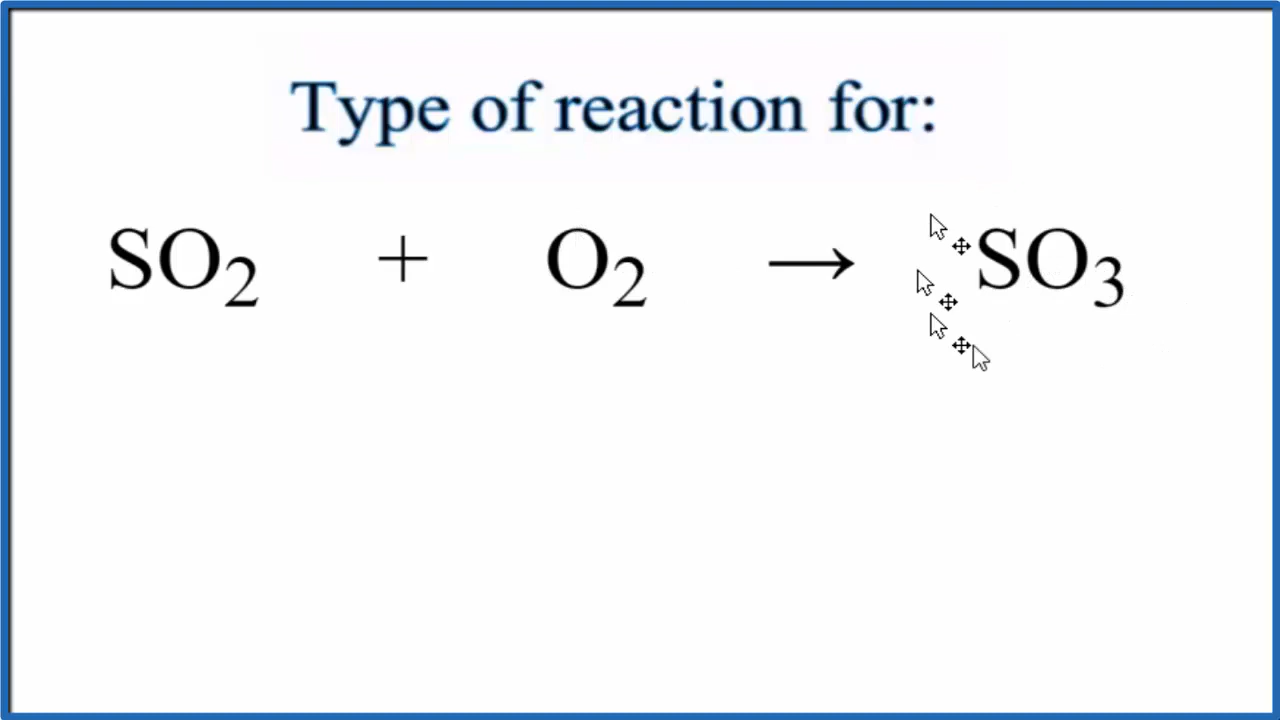 Type of reaction for:
SO₂ + O₂ → SO₃